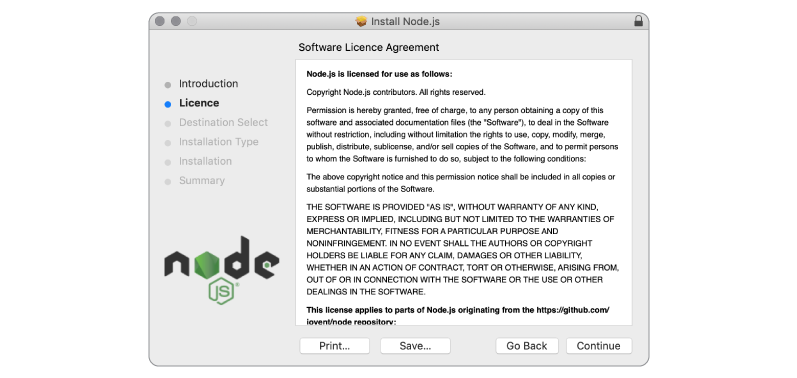 Install Node.js
Software Licence Agreement
Introduction
Licence
Destination Select
Installation Type
Installation
Summary
node
JS®
Node.js is licensed for use as follows:
Copyright Node.js contributors. All rights reserved.
Permission is hereby granted, free of charge, to any person obtaining a copy of this
software and associated documentation files (the "Software"), to deal in the Software
without restriction, including without limitation the rights to use, copy, modify, merge,
publish, distribute, sublicense, and/or sell copies of the Software, and to permit persons
to whom the Software is furnished to do so, subject to the following conditions:
The above copyright notice and this permission notice shall be included in all copies or
substantial portions of the Software.
THE SOFTWARE IS PROVIDED "AS IS", WITHOUT WARRANTY OF ANY KIND,
EXPRESS OR IMPLIED, INCLUDING BUT NOT LIMITED TO THE WARRANTIES OF
MERCHANTABILITY, FITNESS FOR A PARTICULAR PURPOSE AND
NONINFRINGEMENT. IN NO EVENT SHALL THE AUTHORS OR COPYRIGHT
HOLDERS BE LIABLE FOR ANY CLAIM, DAMAGES OR OTHER LIABILITY,
WHETHER IN AN ACTION OF CONTRACT, TORT OR OTHERWISE, ARISING FROM,
OUT OF OR IN CONNECTION WITH THE SOFTWARE OR THE USE OR OTHER
DEALINGS IN THE SOFTWARE.
This license applies to parts of Node.js originating from the https://github.com/
joyent/node repository:
Print...
Save...
Go Back
Continue